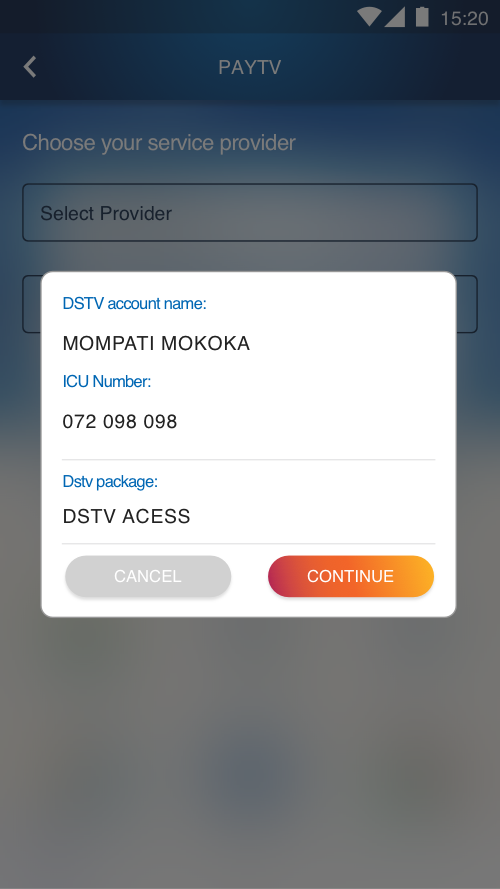 15:20
PAYTV
Choose your service provider
Select Provider
DSTV account name:
MOMPATI MOKOKA
ICU Number:
072 098 098
Dstv package:
DSTV ACESS
CANCEL
CONTINUE